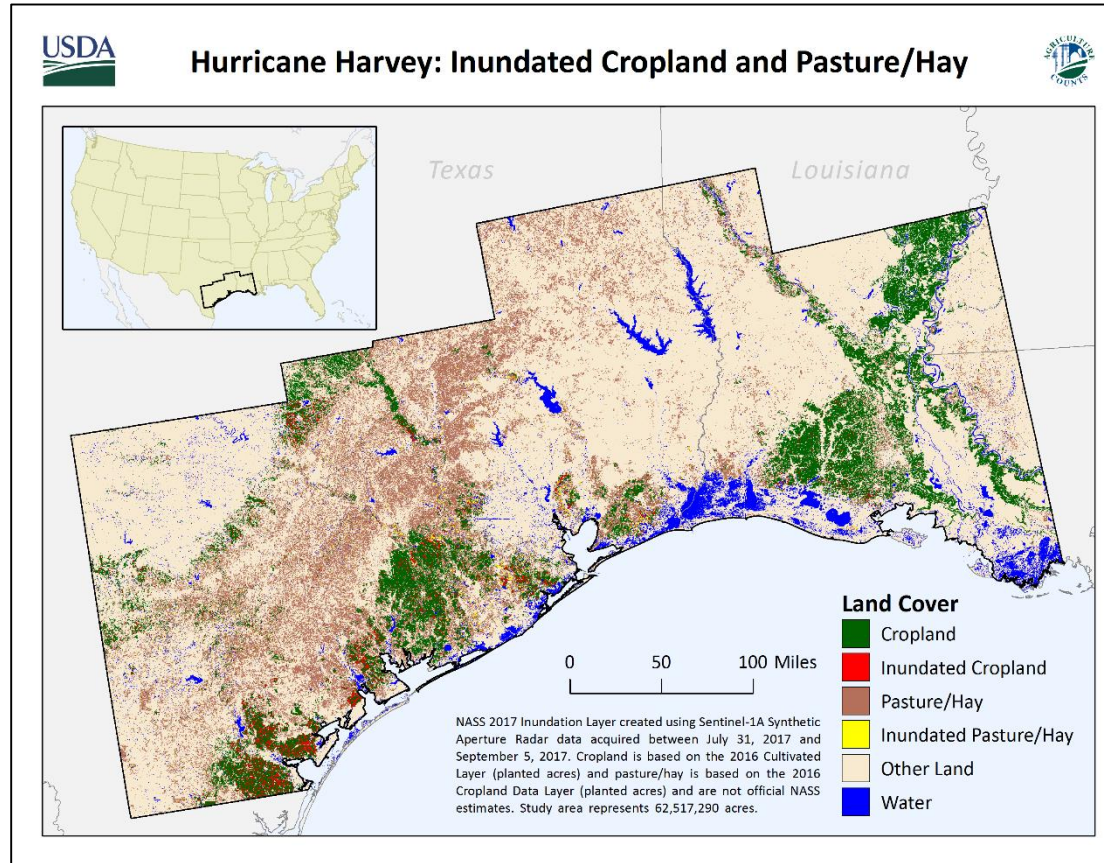 USDA
Hurricane Harvey: Inundated Cropland and Pasture/Hay
AGRICULTURE
COUNTS
Texas
Louisiana
Land Cover
Cropland
Inundated Cropland
Pasture/Hay
Inundated Pasture/Hay
Other Land
Water
0 50 100 Miles
NASS 2017 Inundation Layer created using Sentinel-1A Synthetic
Aperture Radar data acquired between July 31, 2017 and
September 5, 2017. Cropland is based on the 2016 Cultivated
Layer (planted acres) and pasture/hay is based on the 2016
Cropland Data Layer (planted acres) and are not official NASS
estimates. Study area represents 62,517,290 acres.